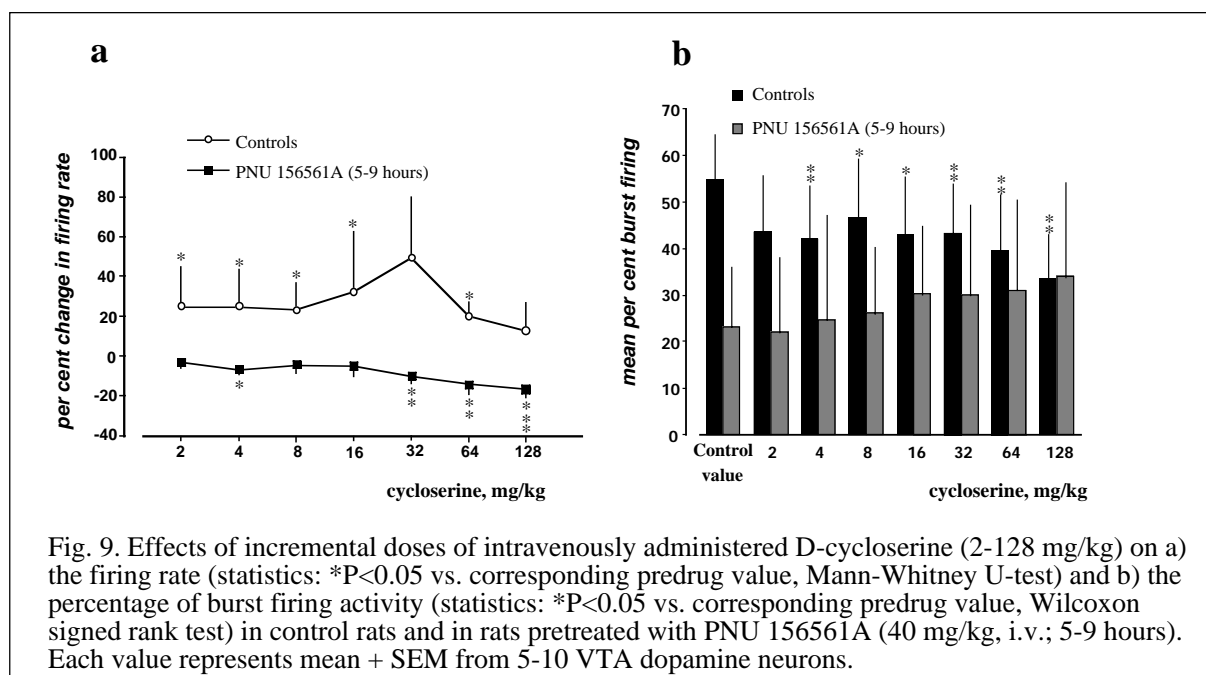 a
Controls
PNU 156561A (5-9 hours)
per cent change in firing rate
100
80
60
40
20
0
-20
-40
*
*
*
*
*
*
**
**
***
2 4 8 16 32 64 128
cycloserine, mg/kg
b
Controls
PNU 156561A (5-9 hours)
mean per cent burst firing
70
60
50
40
30
20
10
0
**
*
*
**
**
**
Control value 2 4 8 16 32 64 128
cycloserine, mg/kg
Fig. 9. Effects of incremental doses of intravenously administered D-cycloserine (2-128 mg/kg) on a)
the firing rate (statistics: *P<0.05 vs. corresponding predrug value, Mann-Whitney U-test) and b) the
percentage of burst firing activity (statistics: *P<0.05 vs. corresponding predrug value, Wilcoxon
signed rank test) in control rats and in rats pretreated with PNU 156561A (40 mg/kg, i.v.; 5-9 hours).
Each value represents mean + SEM from 5-10 VTA dopamine neurons.